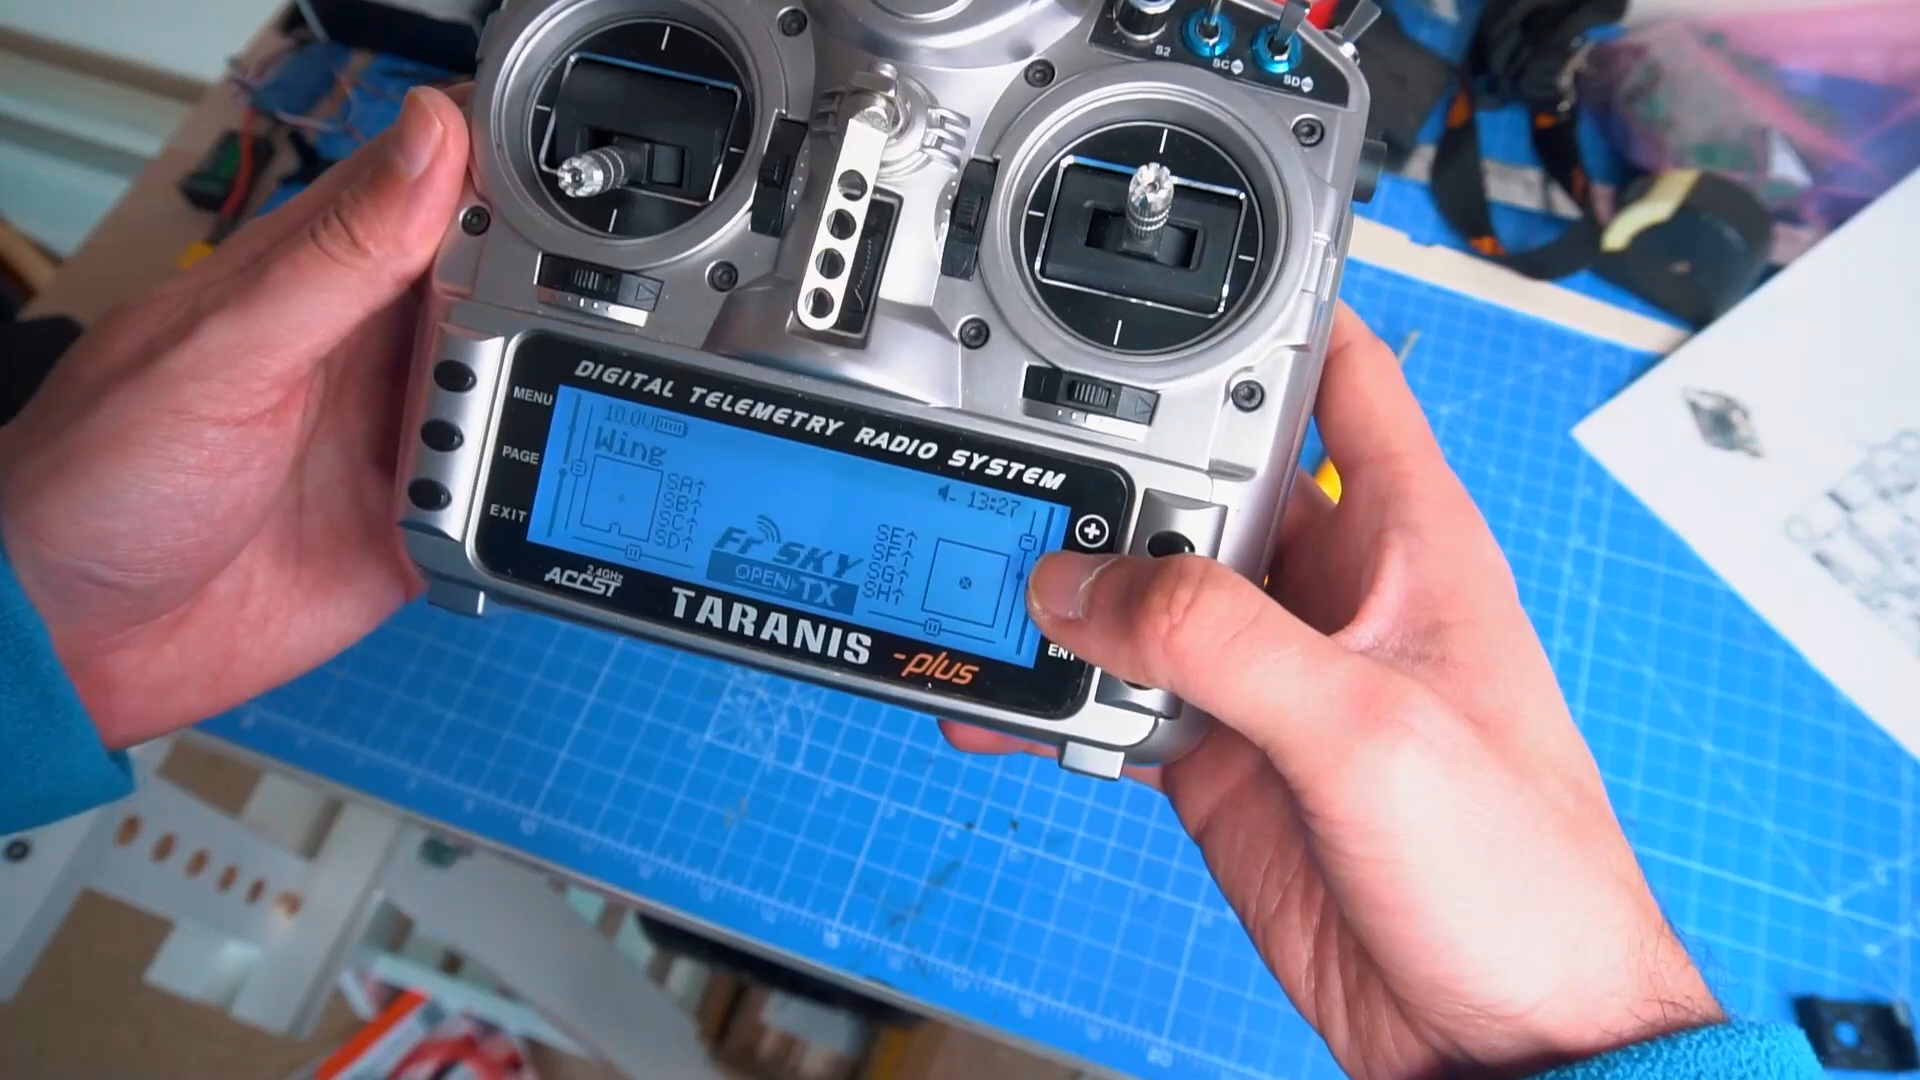 S2
SC
SD
DIGITAL TELEMETRY RADIO SYSTEM
MENU
PAGE
EXIT
10.0V
Wing
13:27
SA↑
SB↑
SC↑
SD↑
SE↑
SF↑
SG↑
SH↑
FrSKY
OPEN TX
ENT
2.4GHz
ACCST
TARANIS
-plus